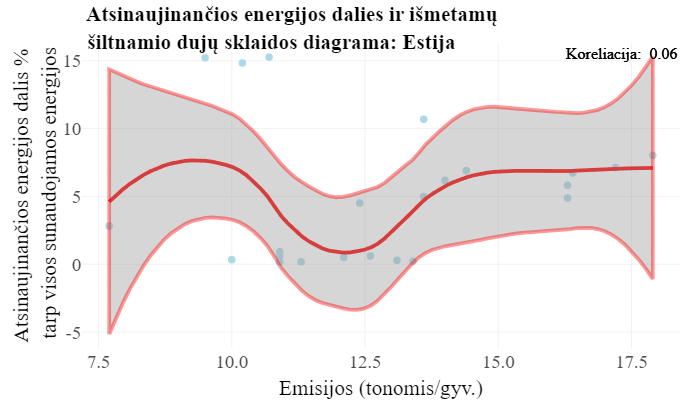 Atsinaujinančios energijos dalies ir išmetamų
šiltnamio dujų sklaidos diagrama: Estija
Koreliacija: 0.06
Atsinaujinančios energijos dalis %
tarp visos sunaudojamos energijos
15
10
5
0
-5
7.5 10.0 12.5 15.0 17.5
Emisijos (tonomis/gyv.)